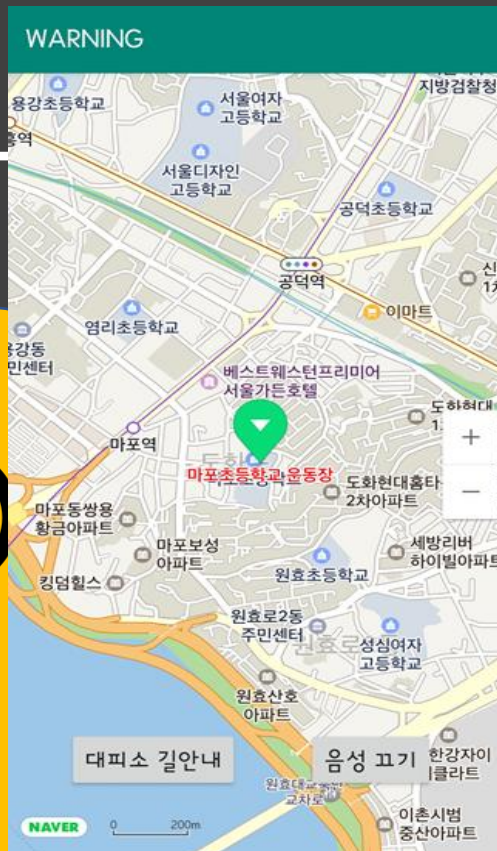 WARNING
지방검찰청
용강초등학교
서울여자
고등학교
서울디자인
고등학교
공덕초등학교
공덕역
이마트
염리초등학교
베스트웨스턴프리미어
서울가든호텔
마포역
마포초등학교 운동장
도화현대홈타
2차아파트
+
−
마포동쌍용
황금아파트
마포보성
아파트
세방리버
하이빌아파트
킹덤힐스
원효초등학교
원효로2동
주민센터
성심여자
고등학교
원효산호
아파트
대피소 길안내
음성 끄기
한강자이
이촌시범
중산아파트
NAVER
0
200m